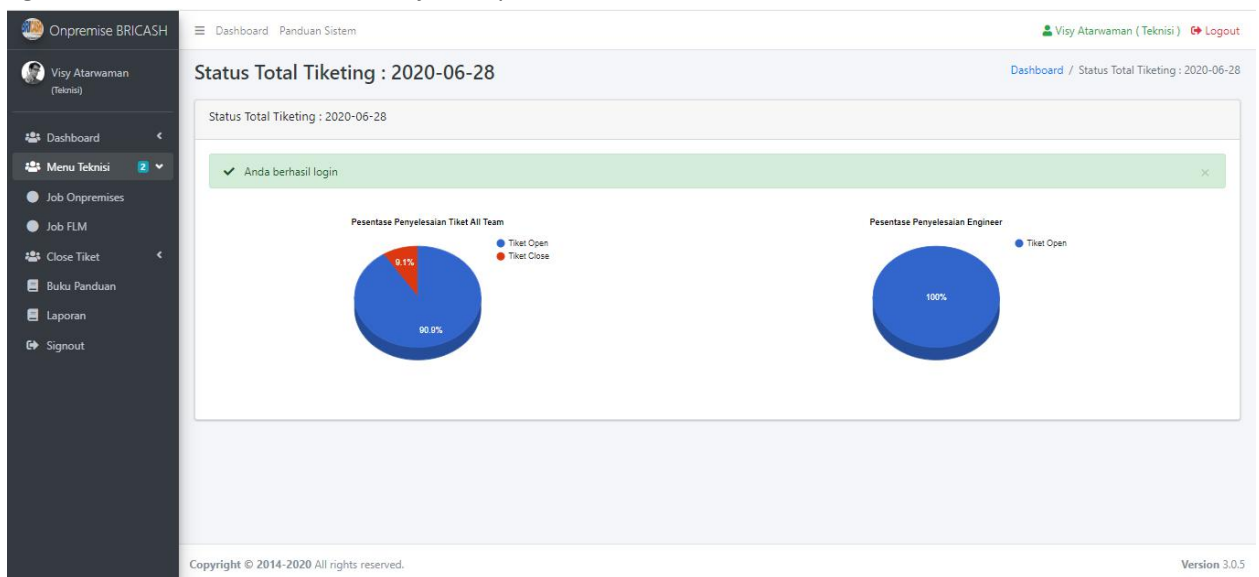 Onpremise BRICASH
Dashboard Panduan Sistem
Visy Atarwaman ( Teknisi ) Logout
Visy Atarwaman
(Teknisi)
Dashboard
Menu Teknisi 2
Job Onpremises
Job FLM
Close Tiket
Buku Panduan
Laporan
Signout
Status Total Tiketing : 2020-06-28
Dashboard / Status Total Tiketing : 2020-06-28
Status Total Tiketing : 2020-06-28
Anda berhasil login ×
Pesentase Penyelesaian Tiket All Team
Tiket Open
Tiket Close
9.1%
90.9%
Pesentase Penyelesaian Engineer
Tiket Open
100%
Copyright © 2014-2020 All rights reserved.
Version 3.0.5